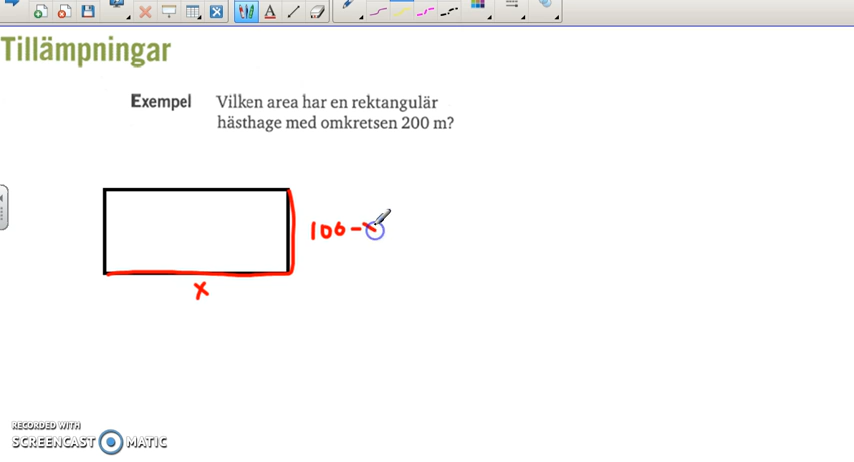 Tillämpningar
Exempel Vilken area har en rektangulär
hästhage med omkretsen 200 m?
100-x
x
RECORDED WITH
SCREENCAST MATIC